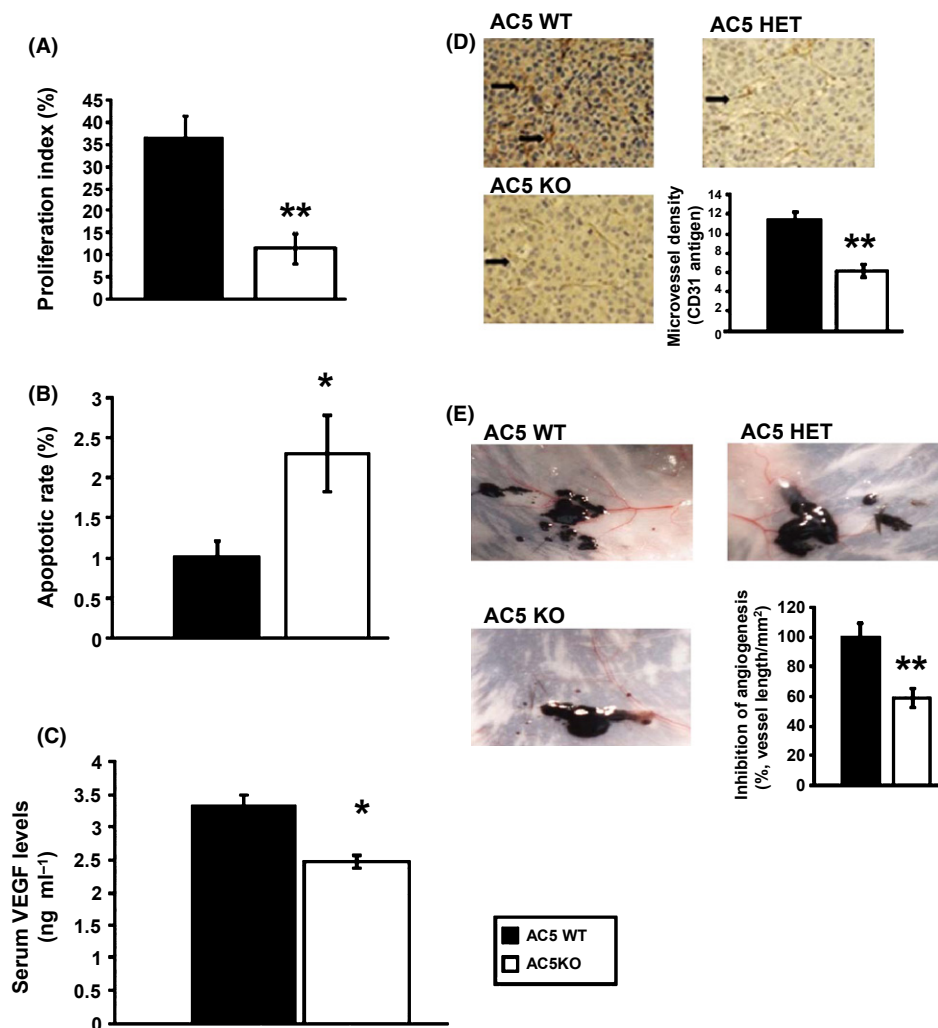 (A)
Proliferation index (%)
45
40
35
30
25
20
15
10
5
0
**
(B)
Apoptotic rate (%)
3
2.5
2
1.5
1
0.5
0
*
(C)
Serum VEGF levels
(ng ml⁻¹)
4
3.5
3
2.5
2
1.5
1
0.5
0
*
(D)
AC5 WT
AC5 HET
AC5 KO
Microvessel density
(CD31 antigen)
14
12
10
8
6
4
2
0
**
(E)
AC5 WT
AC5 HET
AC5 KO
Inhibition of angiogenesis
(%, vessel length/mm²)
120
100
80
60
40
20
0
**
AC5 WT
AC5KO